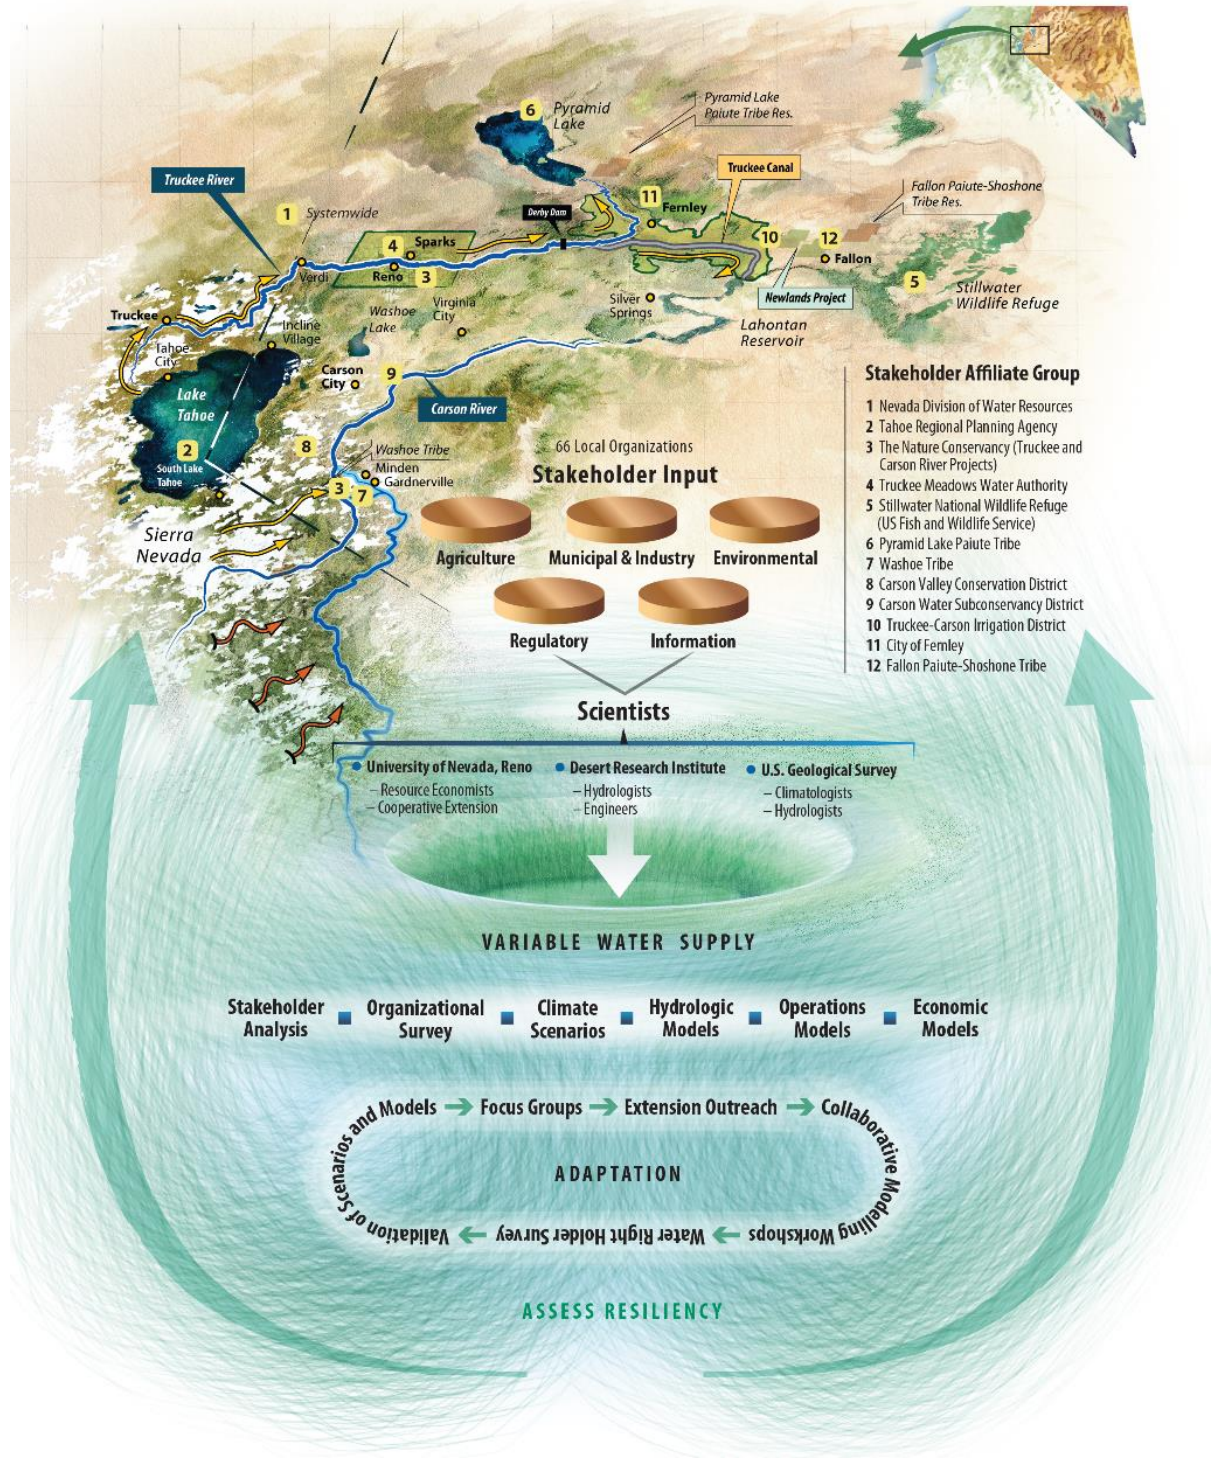 6
Pyramid
Lake
Pyramid Lake
Paiute Tribe Res.
Truckee River
Truckee Canal
Fallon Paiute-Shoshone
Tribe Res.
1
Systemwide
Derby Dam
11
Fernley
4
Sparks
10
12
Fallon
Verdi
Reno
3
5
Stillwater
Wildlife Refuge
Newlands Project
Silver
Springs
Lahontan
Reservoir
Truckee
Incline
Village
Washoe
Lake
Virginia
City
Tahoe
City
Lake
Tahoe
Carson
City
9
Carson River
2
South Lake
Tahoe
8
Washoe Tribe
Minden
Gardnerville
3
7
Sierra
Nevada
Stakeholder Affiliate Group
1 Nevada Division of Water Resources
2 Tahoe Regional Planning Agency
3 The Nature Conservancy (Truckee and
Carson River Projects)
4 Truckee Meadows Water Authority
5 Stillwater National Wildlife Refuge
(US Fish and Wildlife Service)
6 Pyramid Lake Paiute Tribe
7 Washoe Tribe
8 Carson Valley Conservation District
9 Carson Water Subconservancy District
10 Truckee-Carson Irrigation District
11 City of Fernley
12 Fallon Paiute-Shoshone Tribe
66 Local Organizations
Stakeholder Input
Agriculture
Municipal & Industry
Environmental
Regulatory
Information
Scientists
University of Nevada, Reno
– Resource Economists
– Cooperative Extension
Desert Research Institute
– Hydrologists
– Engineers
U.S. Geological Survey
– Climatologists
– Hydrologists
VARIABLE WATER SUPPLY
Stakeholder
Analysis
Organizational
Survey
Climate
Scenarios
Hydrologic
Models
Operations
Models
Economic
Models
Focus Groups
Extension Outreach
Collaborative Modelling Workshops
Water Right Holder Survey
Validation of Scenarios and Models
ADAPTATION
ASSESS RESILIENCY